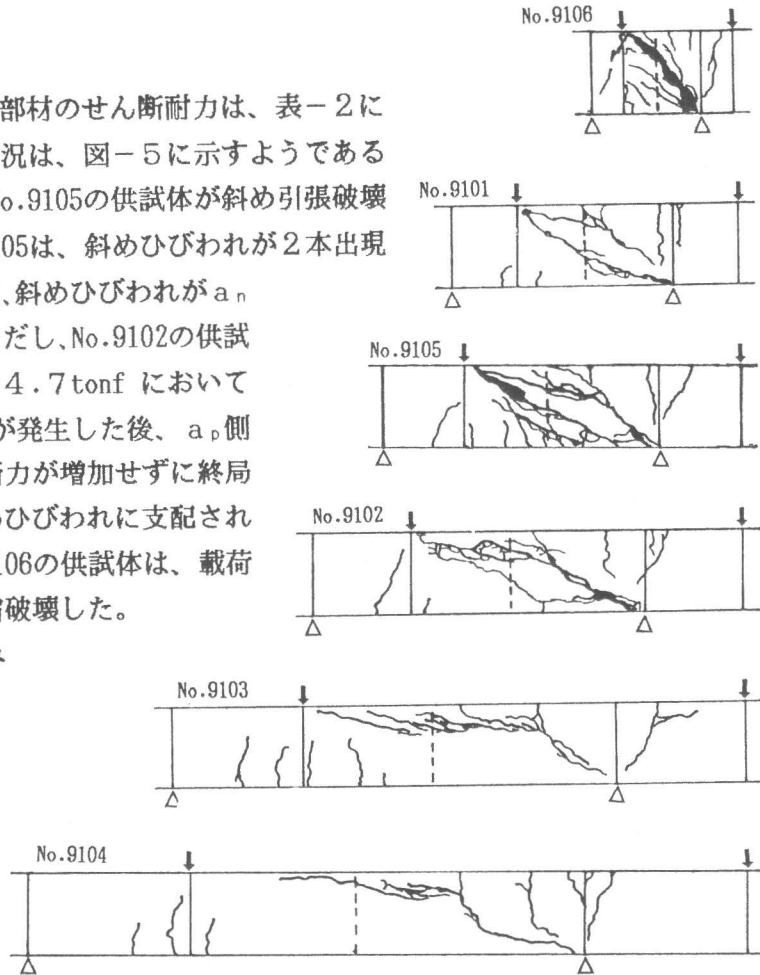 No.9106
部材のせん断耐力は、表−2に
況は、図−5に示すようである
o.9105の供試体が斜め引張破壊
05は、斜めひびわれが2本出現
、斜めひびわれがaₙ
だし、No.9102の供試
4.7tonf において
が発生した後、aₚ側
力が増加せずに終局
ひびわれに支配され
06の供試体は、載荷
破壊した。
No.9101
No.9105
No.9102
No.9103
No.9104